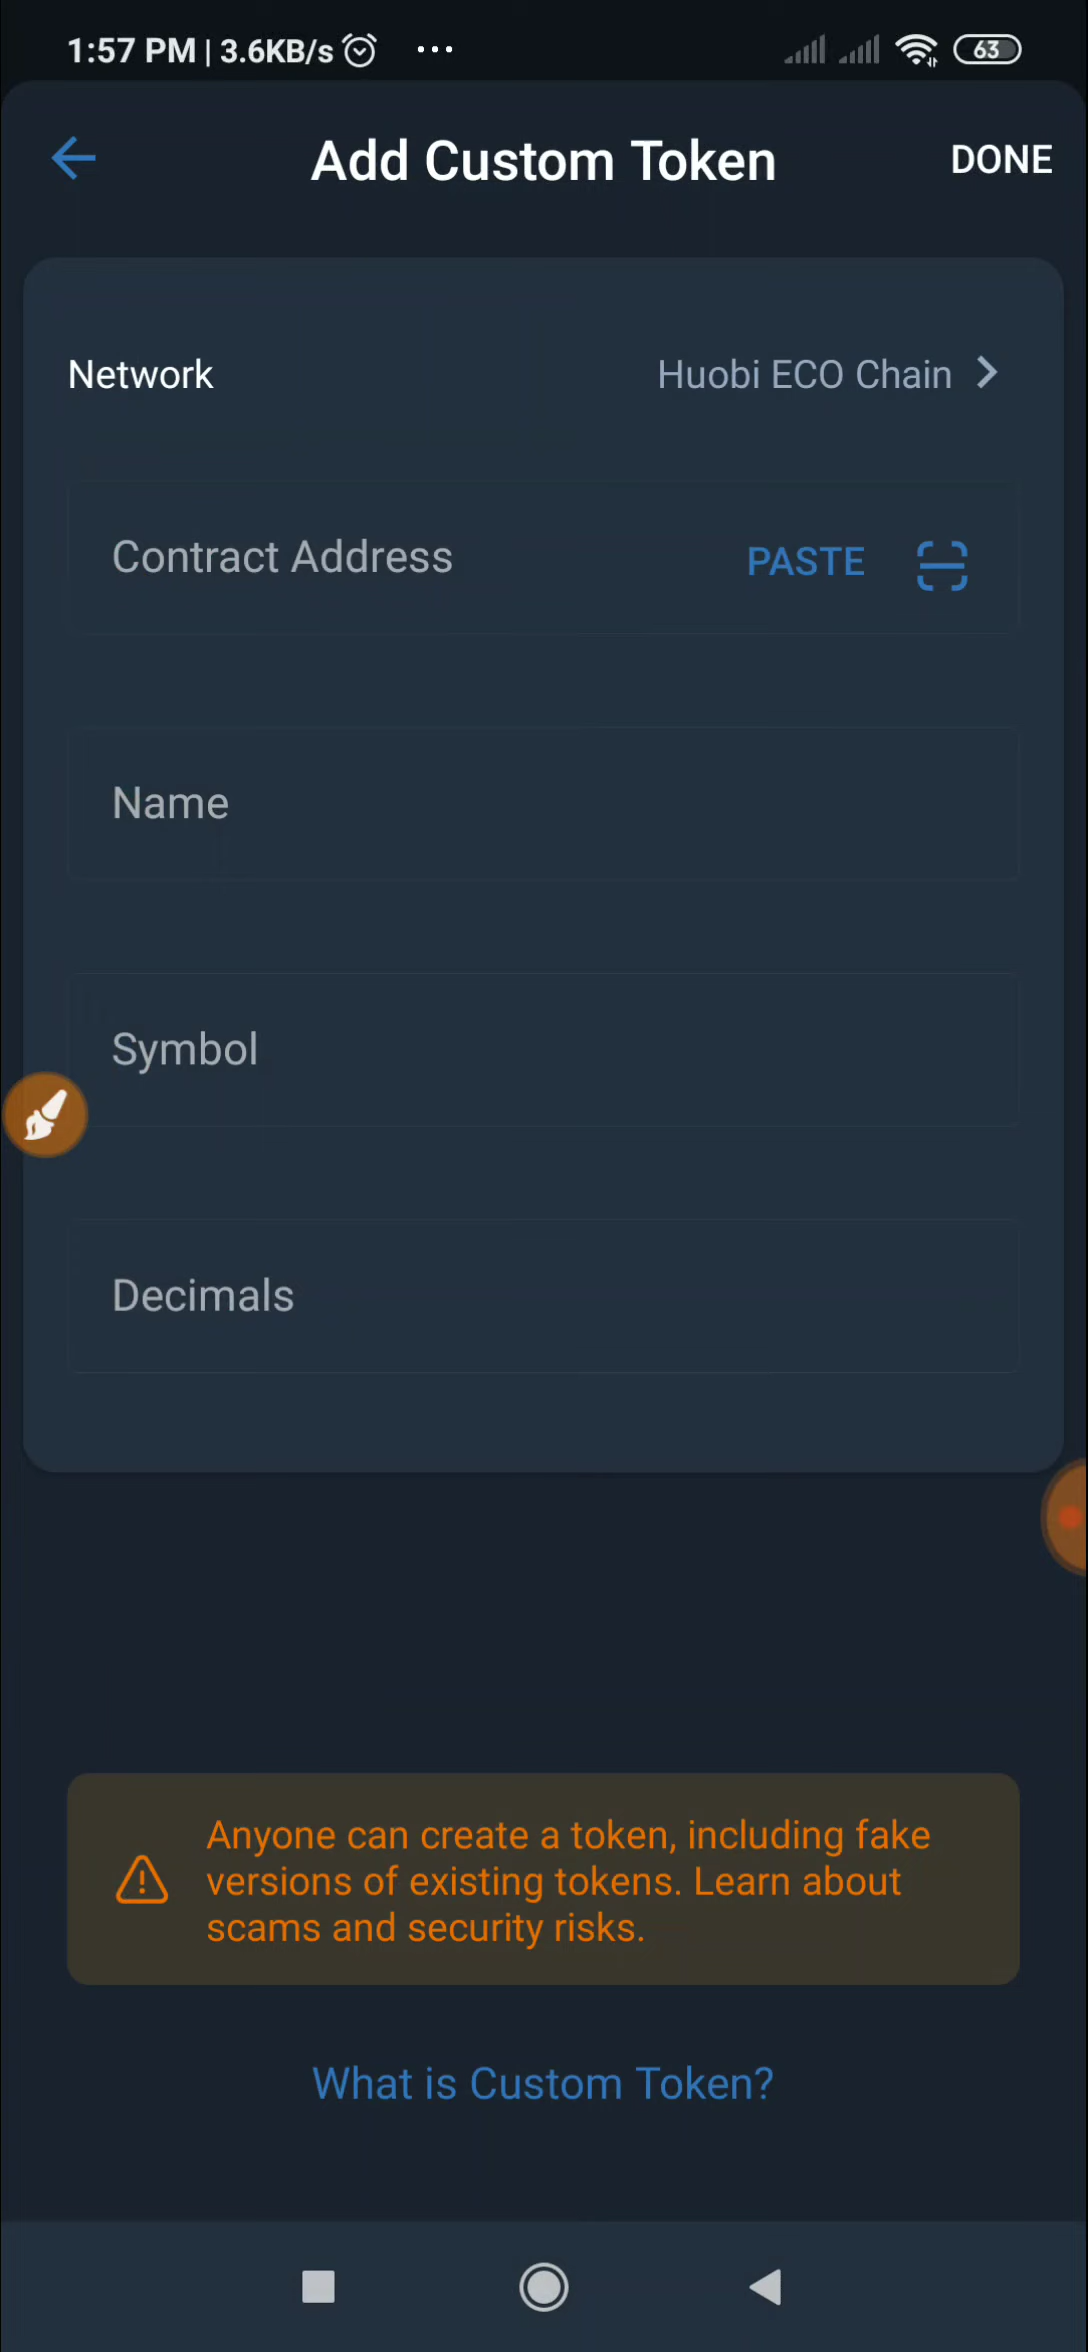 1:57 PM | 3.6KB/s ... 63
Add Custom Token
DONE
Network
Huobi ECO Chain
Contract Address
PASTE
Name
Symbol
Decimals
Anyone can create a token, including fake
versions of existing tokens. Learn about
scams and security risks.
What is Custom Token?